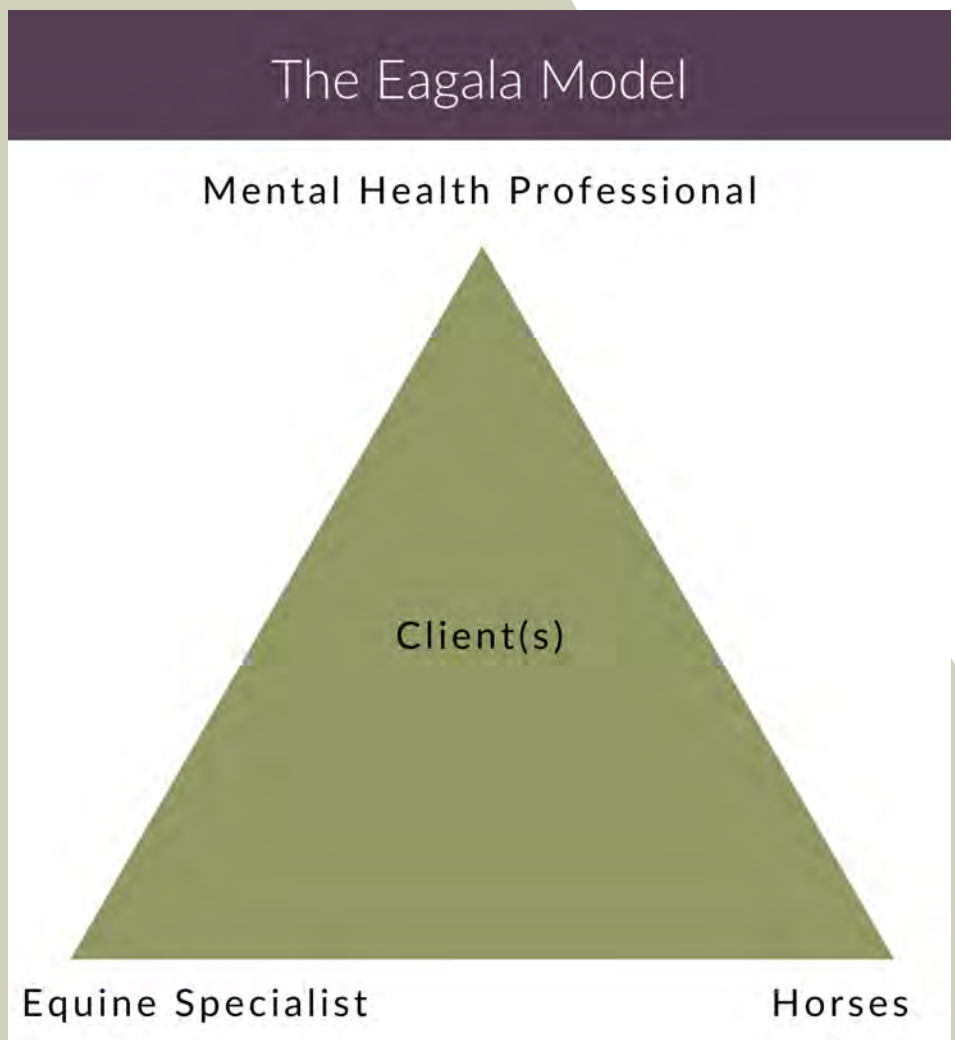 The Eagala Model
Mental Health Professional
Client(s)
Equine Specialist
Horses